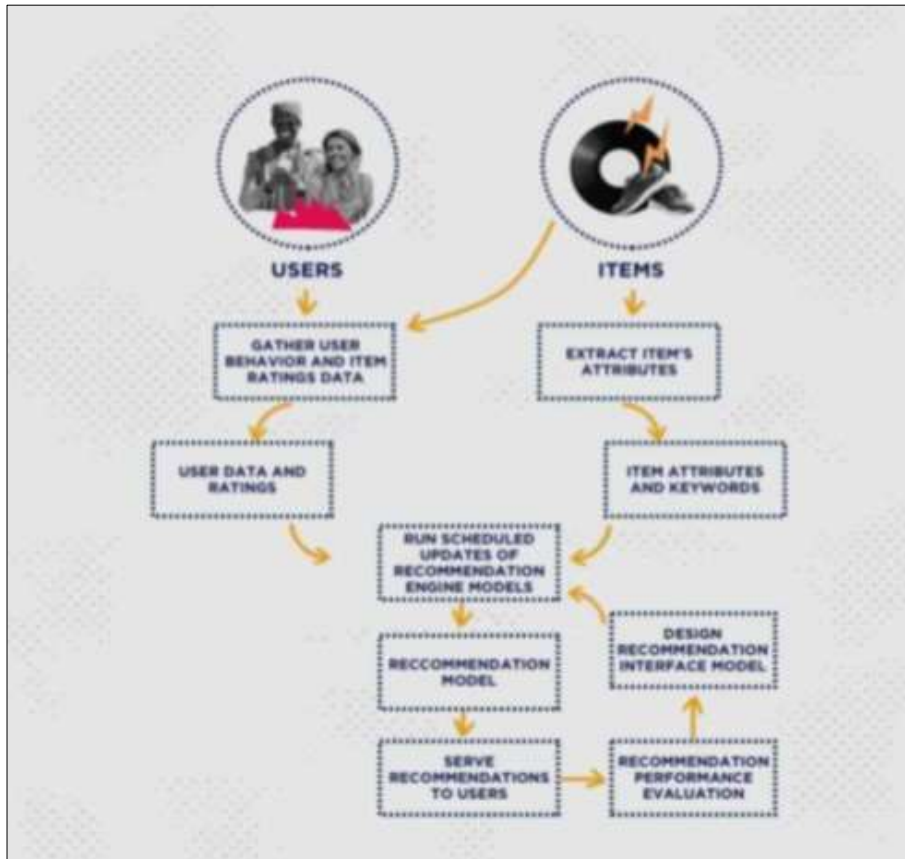 USERS
ITEMS
GATHER USER
BEHAVIOR AND ITEM
RATINGS DATA
EXTRACT ITEM'S
ATTRIBUTES
USER DATA AND
RATINGS
ITEM ATTRIBUTES
AND KEYWORDS
RUN SCHEDULED
UPDATES OF
RECOMMENDATION
ENGINE MODELS
RECCOMMENDATION
MODEL
DESIGN
RECOMMENDATION
INTERFACE MODEL
SERVE
RECOMMENDATIONS
TO USERS
RECOMMENDATION
PERFORMANCE
EVALUATION